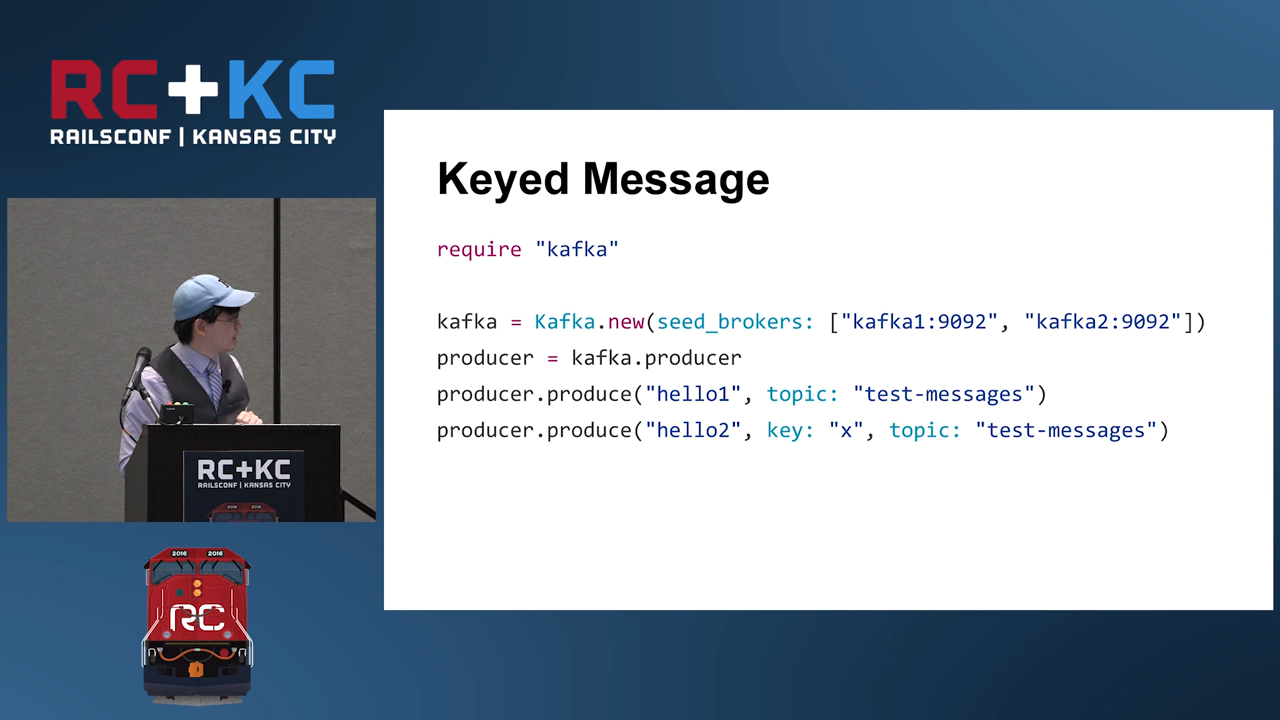 RC+KC
RAILSCONF | KANSAS CITY
Keyed Message
require "kafka"
kafka = Kafka.new(seed_brokers: ["kafka1:9092", "kafka2:9092"])
producer = kafka.producer
producer.produce("hello1", topic: "test-messages")
producer.produce("hello2", key: "x", topic: "test-messages")
RC+KC
RAILSCONF | KANSAS CITY
2016 2016
2016 2016
RC